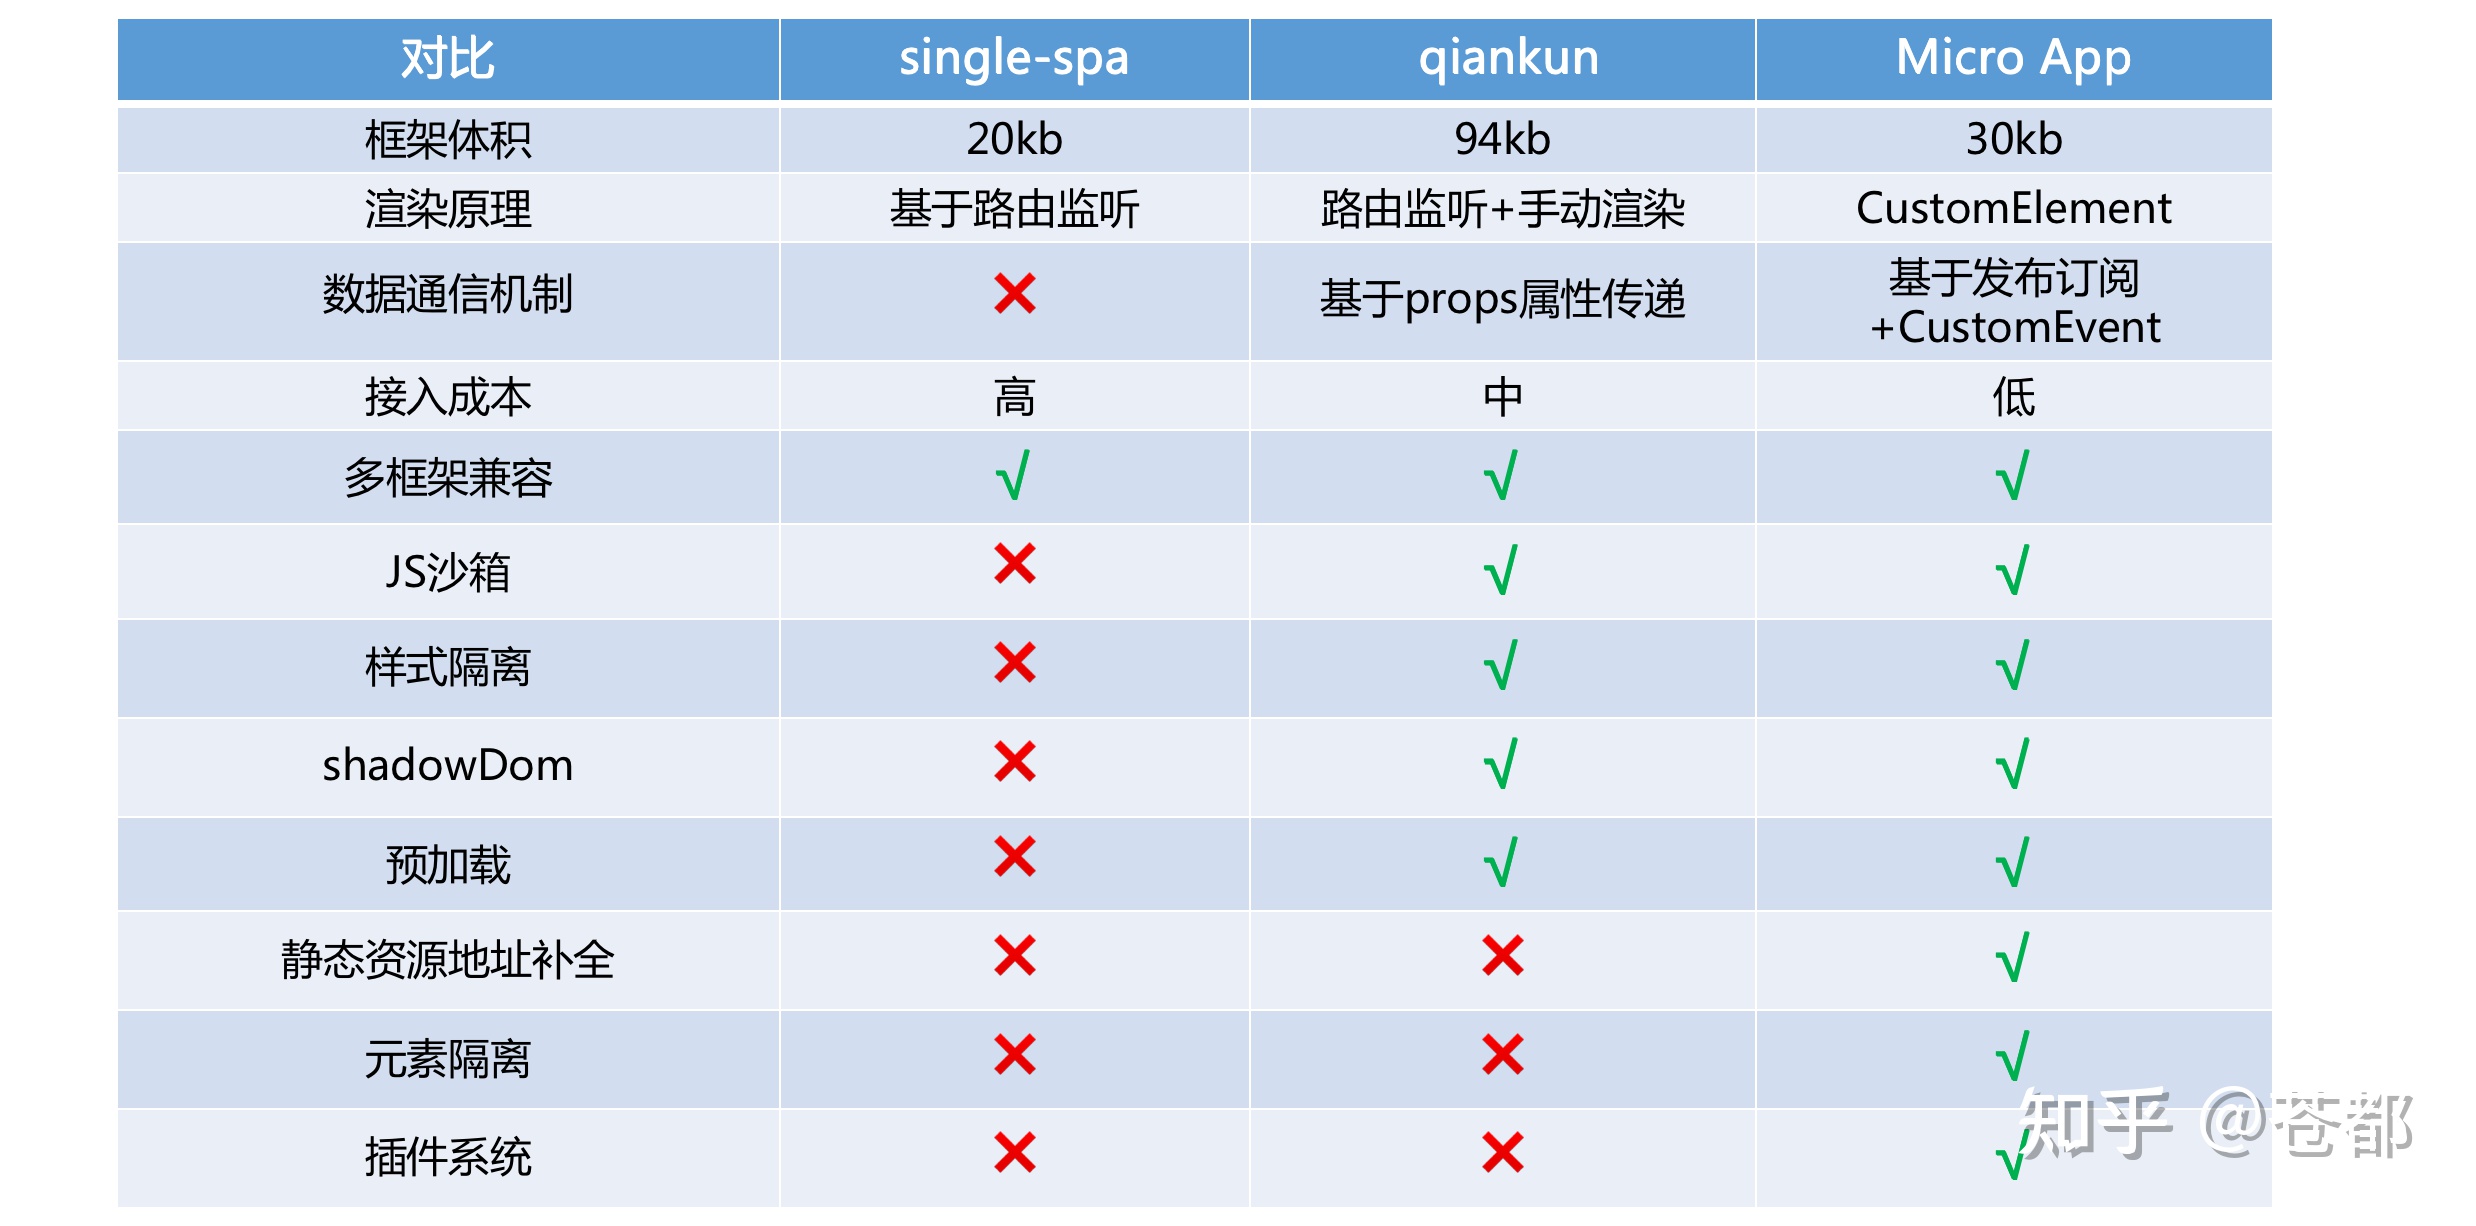 对比 single-spa qiankun Micro App
框架体积 20kb 94kb 30kb
渲染原理 基于路由监听 路由监听+手动渲染 CustomElement
数据通信机制 ❌ 基于props属性传递 基于发布订阅
+CustomEvent
接入成本 高 中 低
多框架兼容 √ √ √
JS沙箱 ❌ √ √
样式隔离 ❌ √ √
shadowDom ❌ √ √
预加载 ❌ √ √
静态资源地址补全 ❌ ❌ √
元素隔离 ❌ ❌ √
插件系统 ❌ ❌ √
知乎 @苍都